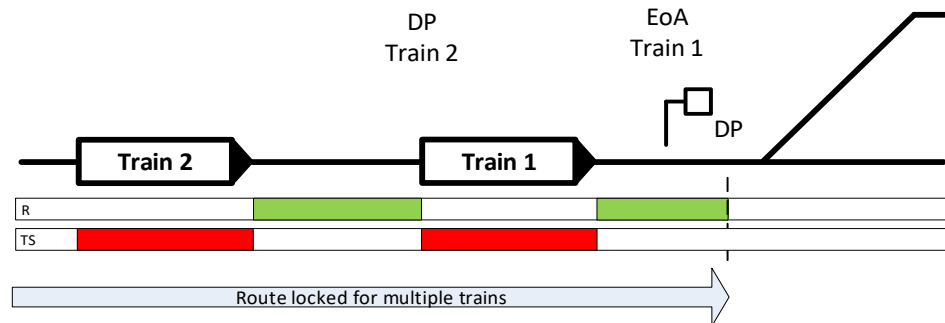 DP
Train 2
EoA
Train 1
DP
Train 2
Train 1
R
TS
Route locked for multiple trains